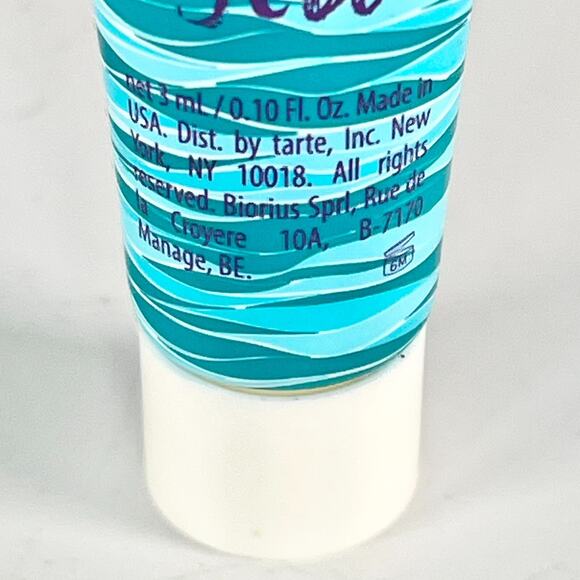 net 3 mL / 0.10 Fl. Oz. Made in
USA. Dist. by tarte, Inc. New
York, NY 10018. All rights
reserved. Biorius Sprl, Rue de
la Croyere 10A, B-7170
Manage, BE.
6M